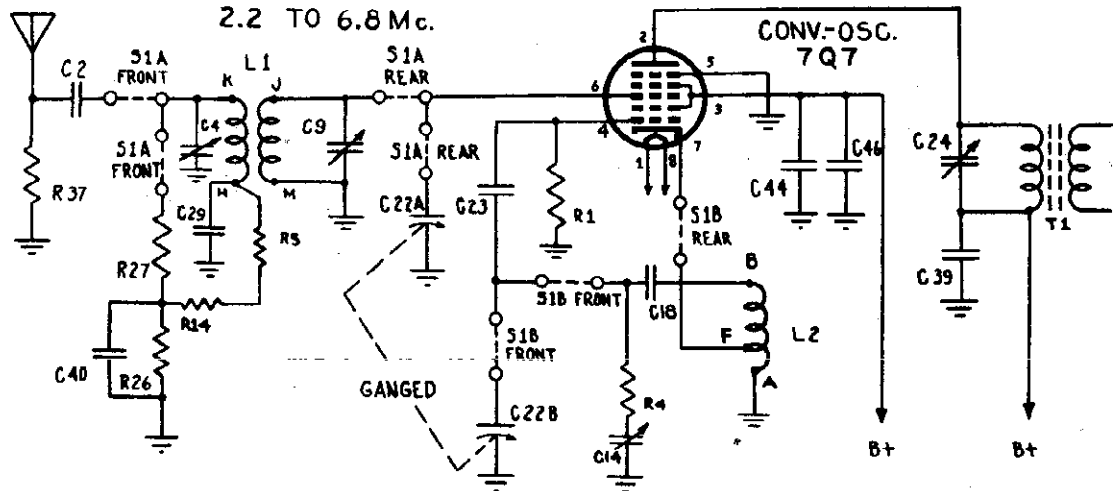 2.2 TO 6.8 Mc.
CONV.-OSC.
7Q7
C2
S1A
FRONT
K
L1
J
S1A
REAR
2
5
6
3
4
7
1
8
C4
C9
S1A
FRONT
S1A REAR
R37
H
M
C29
R5
C22A
C23
R1
C44
C46
C24
T1
S1B
REAR
R27
R14
S1B FRONT
C18
B
F
L2
A
C39
C40
R26
GANGED
S1B
FRONT
C22B
R4
C14
B+
B+